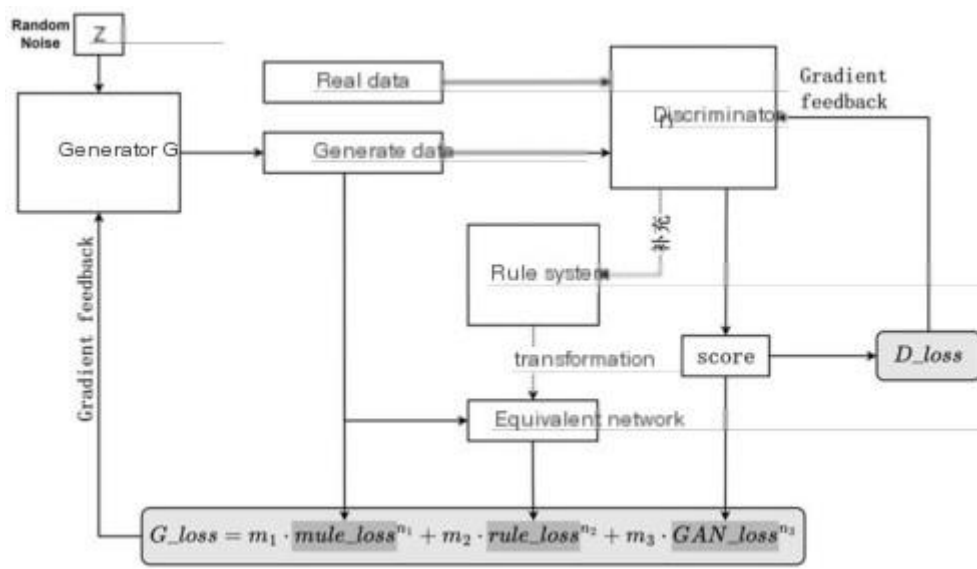 Random
Noise
Z
Real data
Gradient
feedback
Discriminator
D
Generator G
Generate data
补充
Rule system
Gradient feedback
transformation
score
D_loss
Equivalent network
G_loss = m₁ · mule_loss^n₁ + m₂ · rule_loss^n₂ + m₃ · GAN_loss^n₃